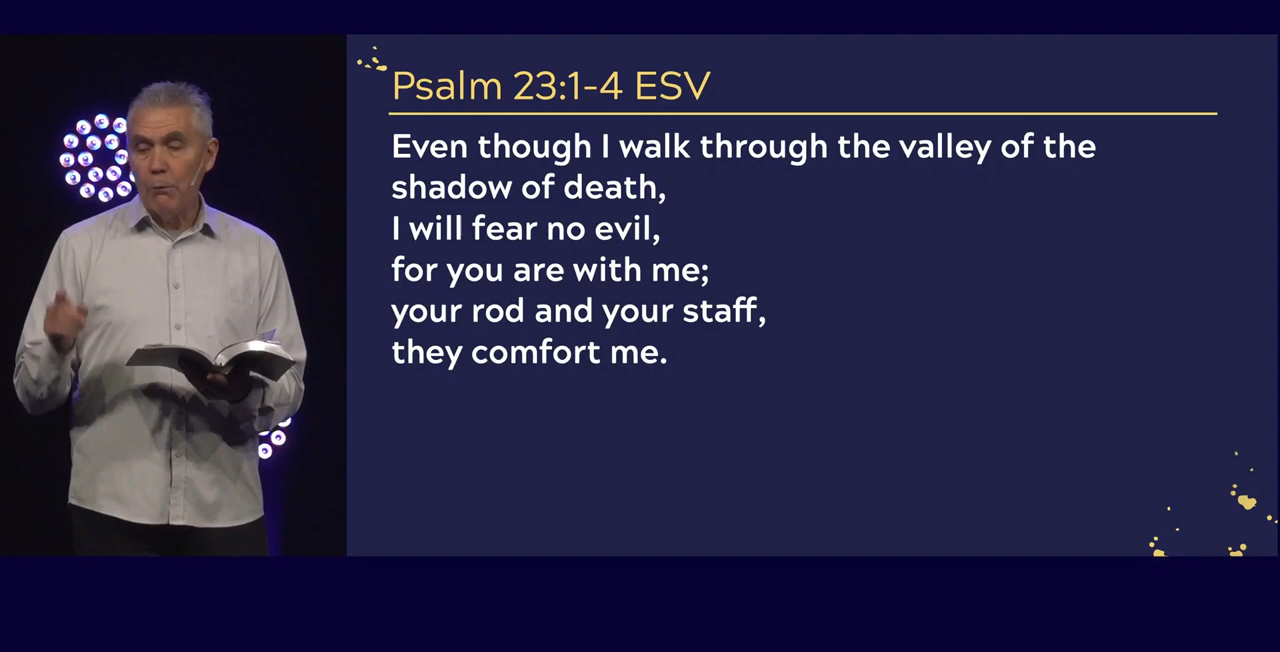 Psalm 23:1-4 ESV
Even though I walk through the valley of the
shadow of death,
I will fear no evil,
for you are with me;
your rod and your staff,
they comfort me.